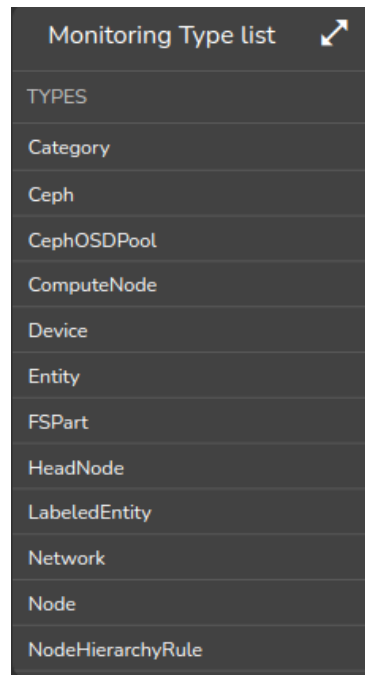 Monitoring Type list
TYPES
Category
Ceph
CephOSDPool
ComputeNode
Device
Entity
FSPart
HeadNode
LabeledEntity
Network
Node
NodeHierarchyRule